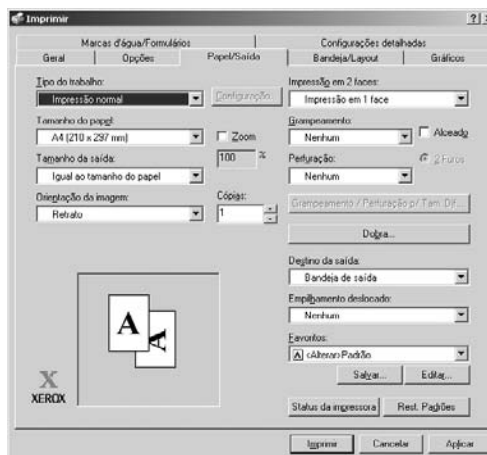 Imprimir
Marcas d'água/Formulários
Configurações detalhadas
Geral
Opções
Papel/Saída
Bandeja/Layout
Gráficos
Tipo do trabalho:
Impressão normal
Configuração...
Tamanho do papel:
A4 (210 x 297 mm)
Zoom
100 %
Tamanho da saída:
Igual ao tamanho do papel
Orientação da imagem:
Retrato
Cópias:
1
A
A
X
XEROX
Impressão em 2 faces:
Impressão em 1 face
Grampeamento:
Nenhum
Alceado
Perfuração:
Nenhum
2 Furos
Grampeamento / Perfuração p/ Tam. Dif...
Dobra...
Destino da saída:
Bandeja de saída
Empilhamento deslocado:
Nenhum
Favoritos:
A <Alterar>Padrão
Salvar...
Editar...
Status da impressora
Rest. Padrões
Imprimir
Cancelar
Aplicar